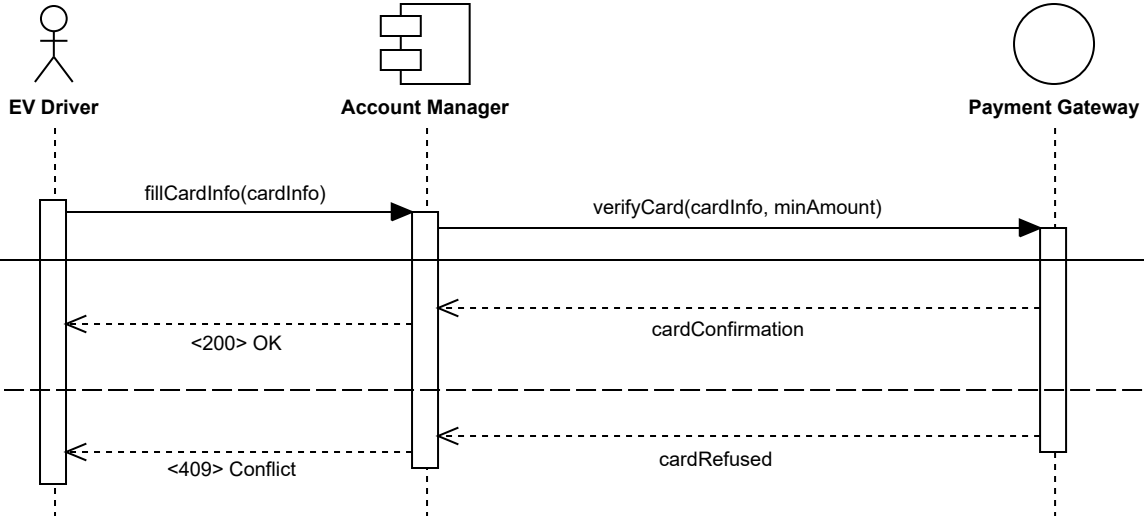 EV Driver
Account Manager
Payment Gateway
fillCardInfo(cardInfo)
verifyCard(cardInfo, minAmount)
cardConfirmation
<200> OK
cardRefused
<409> Conflict